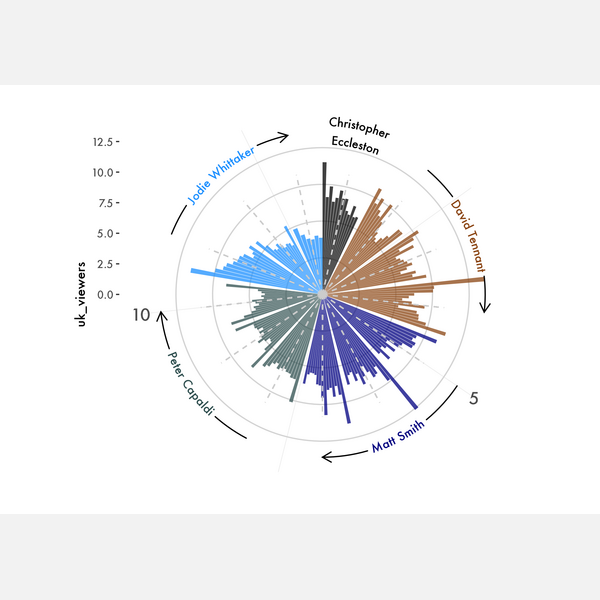 Christopher
Eccleston
Jodie Whittaker
David Tennant
12.5
10.0
7.5
5.0
2.5
0.0
uk_viewers
10
5
Peter Capaldi
Matt Smith